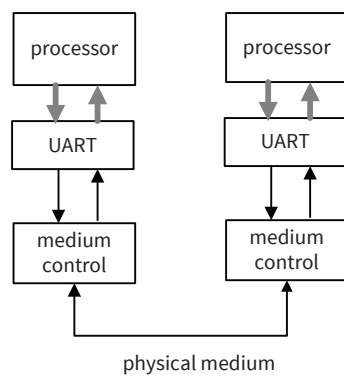 processor
processor
UART
UART
medium
control
medium
control
physical medium